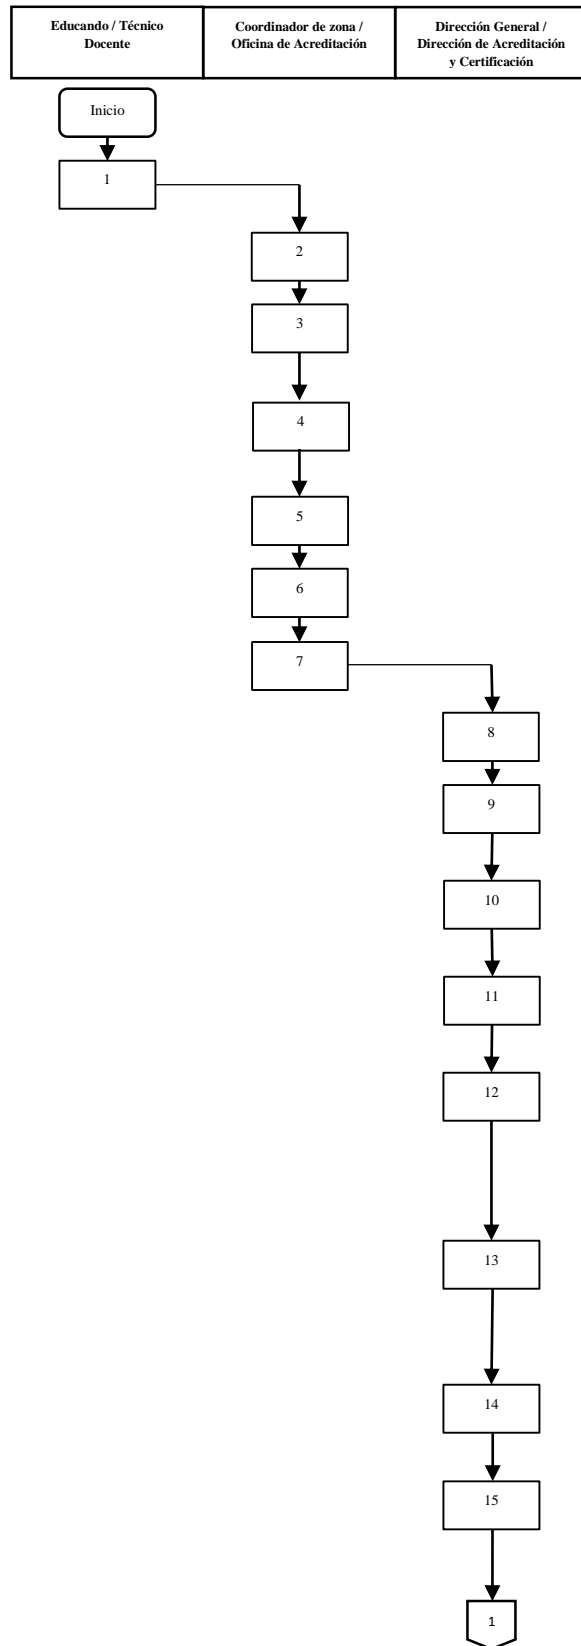 Educando / Técnico
Docente
Coordinador de zona /
Oficina de Acreditación
Dirección General /
Dirección de Acreditación
y Certificación
Inicio
1
2
3
4
5
6
7
8
9
10
11
12
13
14
15
1